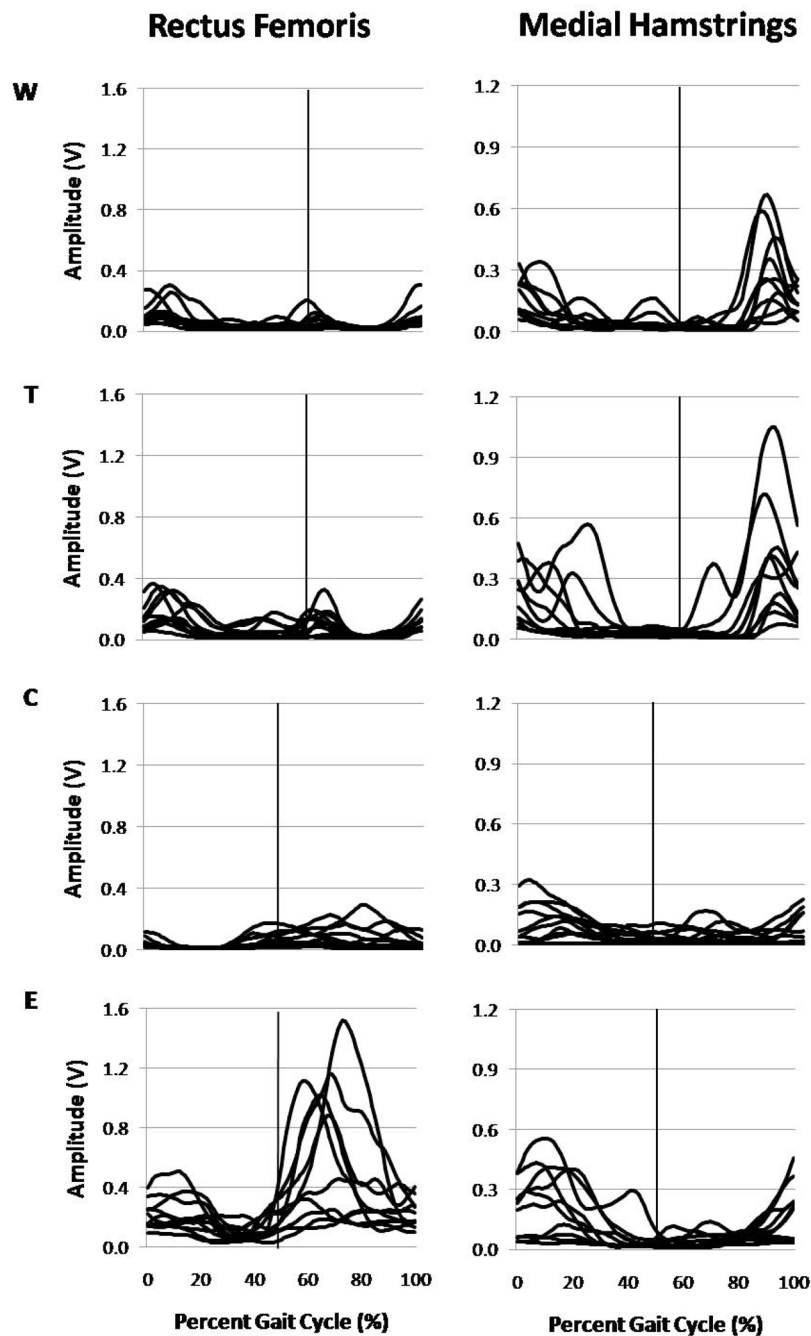 Rectus Femoris
Medial Hamstrings
W
Amplitude (V)
1.6
1.2
0.8
0.4
0.0
1.2
0.9
0.6
0.3
0.0
T
Amplitude (V)
1.6
1.2
0.8
0.4
0.0
1.2
0.9
0.6
0.3
0.0
C
Amplitude (V)
1.6
1.2
0.8
0.4
0.0
1.2
0.9
0.6
0.3
0.0
E
Amplitude (V)
1.6
1.2
0.8
0.4
0.0
0 20 40 60 80 100
Percent Gait Cycle (%)
1.2
0.9
0.6
0.3
0.0
0 20 40 60 80 100
Percent Gait Cycle (%)